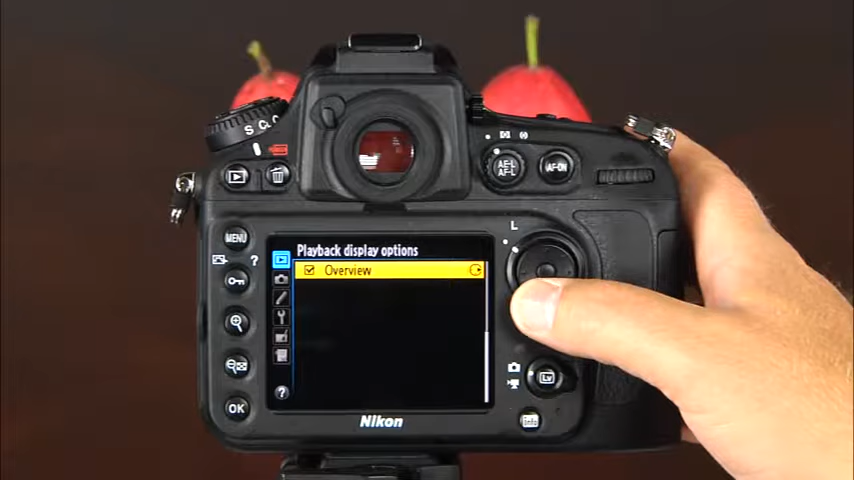 S CL
AE-L
AF-L
AF-ON
MENU
L
Playback display options
Overview
?
?
OK
Lv
Nikon
info